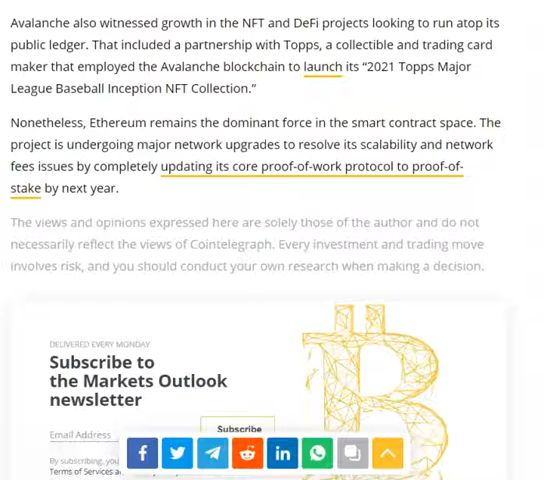 Avalanche also witnessed growth in the NFT and DeFi projects looking to run atop its
public ledger. That included a partnership with Topps, a collectible and trading card
maker that employed the Avalanche blockchain to launch its “2021 Topps Major
League Baseball Inception NFT Collection.”
Nonetheless, Ethereum remains the dominant force in the smart contract space. The
project is undergoing major network upgrades to resolve its scalability and network
fees issues by completely updating its core proof-of-work protocol to proof-of-
stake by next year.
The views and opinions expressed here are solely those of the author and do not
necessarily reflect the views of Cointelegraph. Every investment and trading move
involves risk, and you should conduct your own research when making a decision.
DELIVERED EVERY MONDAY
Subscribe to
the Markets Outlook
newsletter
Email Address
Subscribe
By subscribing, you
Terms of Services